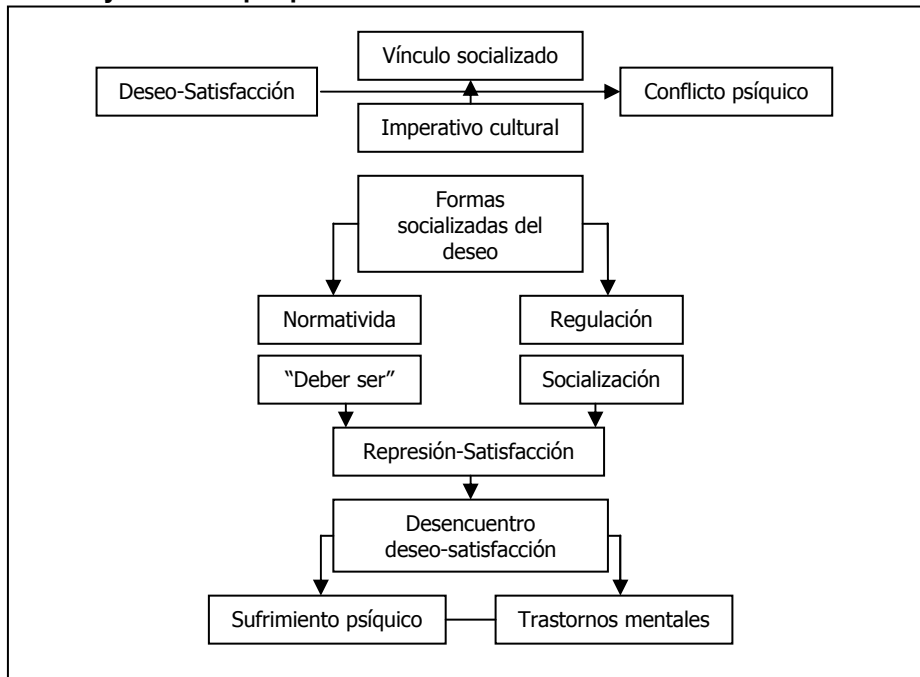 Vínculo socializado
Deseo-Satisfacción
Conflicto psíquico
Imperativo cultural
Formas
socializadas del
deseo
Normativida
Regulación
“Deber ser”
Socialización
Represión-Satisfacción
Desencuentro
deseo-satisfacción
Sufrimiento psíquico
Trastornos mentales